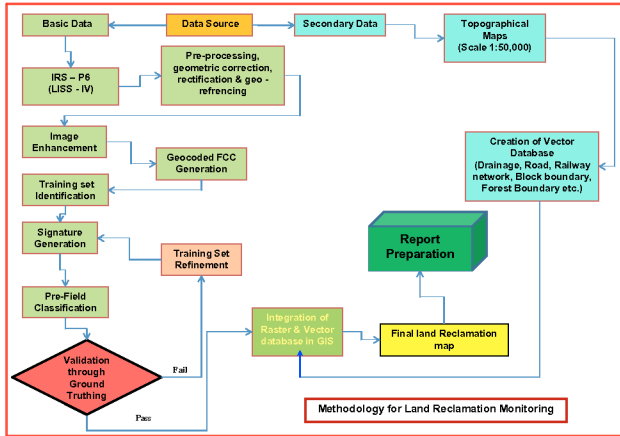 Basic Data
Data Source
Secondary Data
Topographical
Maps
(Scale 1:50,000)
IRS – P6
(LISS - IV)
Pre-processing,
geometric correction,
rectification & geo -
refrencing
Image
Enhancement
Geocoded FCC
Generation
Creation of Vector
Database
(Drainage, Road, Railway
network, Block boundary,
Forest Boundary etc.)
Training set
Identification
Signature
Generation
Training Set
Refinement
Report
Preparation
Pre-Field
Classification
Integration of
Raster & Vector
database in GIS
Final land Reclamation
map
Validation
through
Ground
Truthing
Fail
Pass
Methodology for Land Reclamation Monitoring